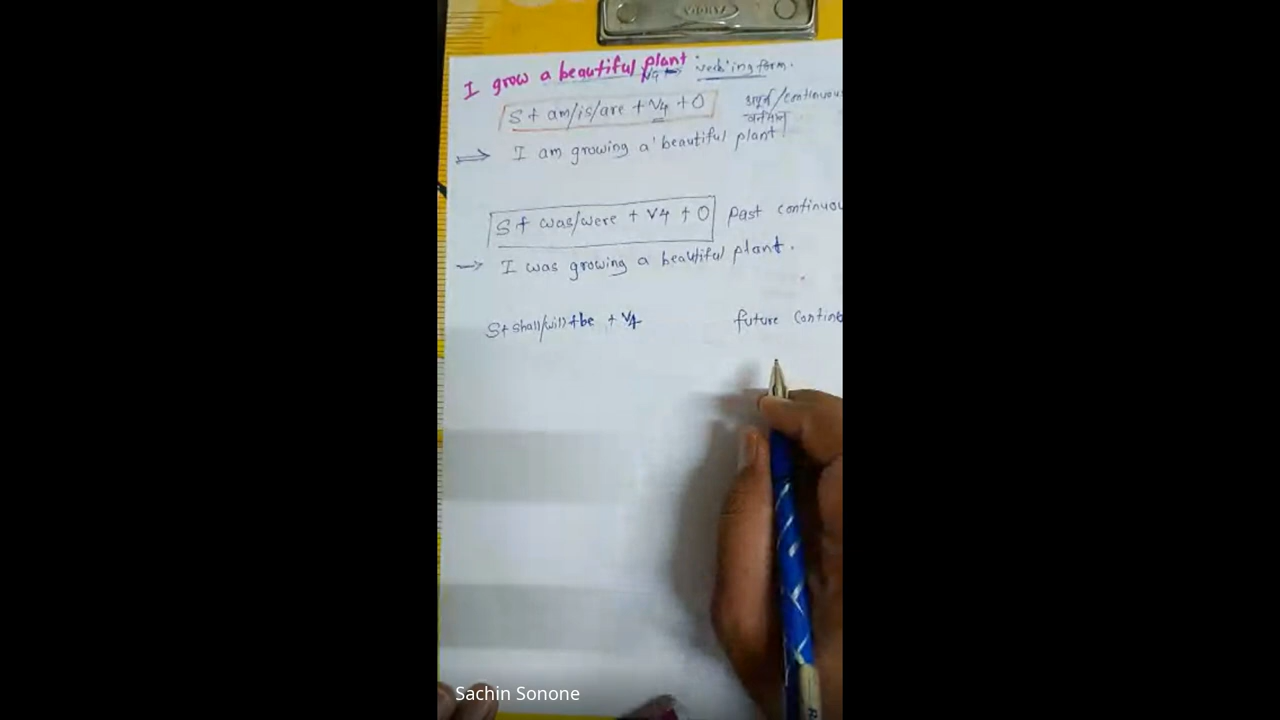 I grow a beautiful plant
V4 → verb'ing form.
S + am/is/are + V4 + O
अपूर्ण/continuou
वर्तमान
⇒ I am growing a beautiful plant
S + was/were + V4 + O past continuou
→ I was growing a beautiful plant.
S+ shall/will+be + V4 future contin
Sachin Sonone